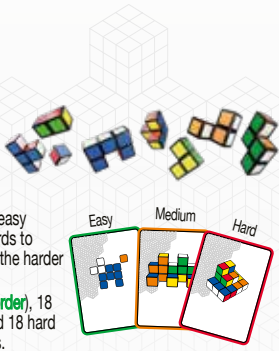 easy
rds to
the harder
rder), 18
d 18 hard
s.
Easy
Medium
Hard